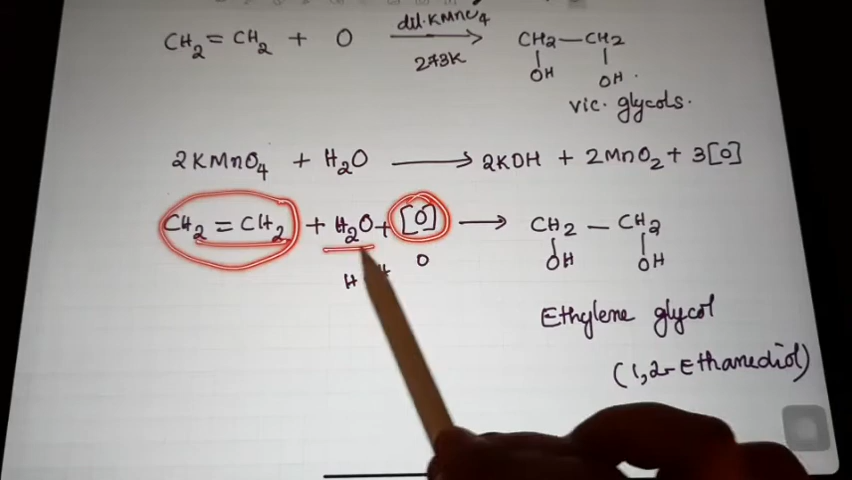 CH₂=CH₂ + O dil·KMnO₄ 273K CH₂—CH₂
OH OH·
vic· glycols·
2KMnO₄ + H₂O → 2KOH + 2MnO₂ + 3[O]
CH₂=CH₂ + H₂O + [O] → CH₂—CH₂
H O OH OH
Ethylene glycol
(1,2-Ethanediol)